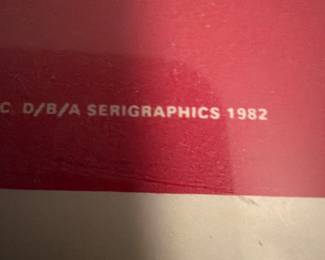 C D/B/A SERIGRAPHICS 1982